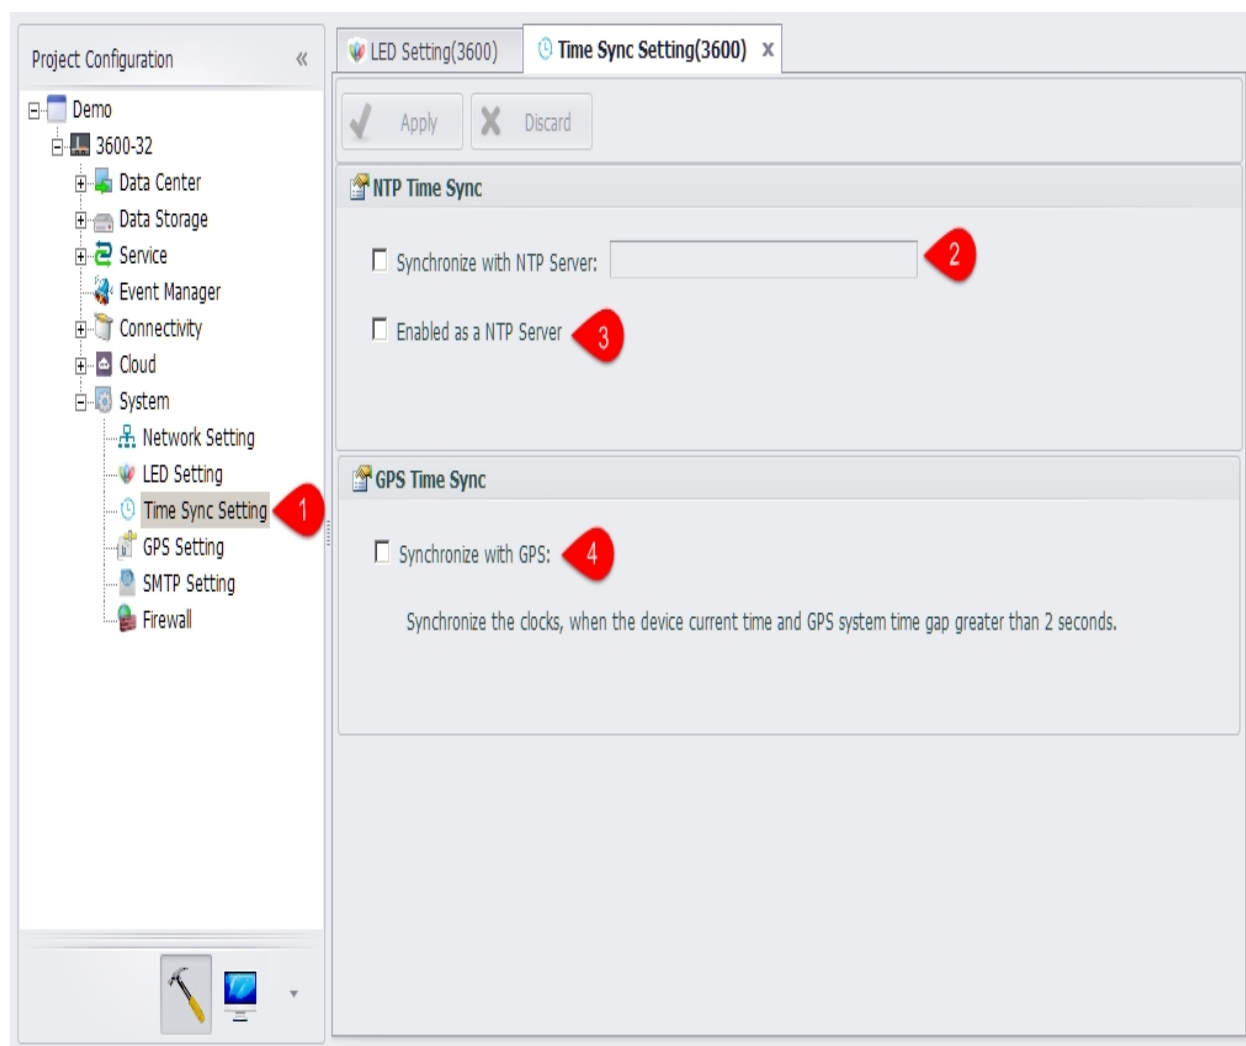 Project Configuration «
Demo
3600-32
Data Center
Data Storage
Service
Event Manager
Connectivity
Cloud
System
Network Setting
LED Setting
Time Sync Setting 1
GPS Setting
SMTP Setting
Firewall
LED Setting(3600) Time Sync Setting(3600) x
Apply Discard
NTP Time Sync
Synchronize with NTP Server: 2
Enabled as a NTP Server 3
GPS Time Sync
Synchronize with GPS: 4
Synchronize the clocks, when the device current time and GPS system time gap greater than 2 seconds.